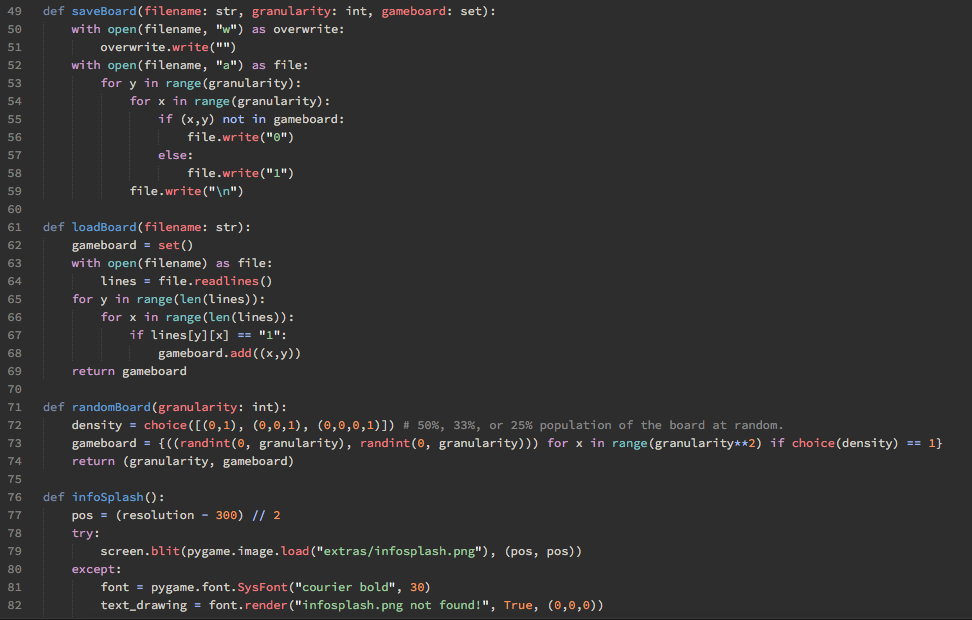 49 def saveBoard(filename: str, granularity: int, gameboard: set):
50     with open(filename, "w") as overwrite:
51         overwrite.write("")
52     with open(filename, "a") as file:
53         for y in range(granularity):
54             for x in range(granularity):
55                 if (x,y) not in gameboard:
56                     file.write("0")
57                 else:
58                     file.write("1")
59             file.write("\n")
60
61 def loadBoard(filename: str):
62     gameboard = set()
63     with open(filename) as file:
64         lines = file.readlines()
65     for y in range(len(lines)):
66         for x in range(len(lines)):
67             if lines[y][x] == "1":
68                 gameboard.add((x,y))
69     return gameboard
70
71 def randomBoard(granularity: int):
72     density = choice([(0,1), (0,0,1), (0,0,0,1)]) # 50%, 33%, or 25% population of the board at random.
73     gameboard = {((randint(0, granularity), randint(0, granularity))) for x in range(granularity**2) if choice(density) == 1}
74     return (granularity, gameboard)
75
76 def infoSplash():
77     pos = (resolution - 300) // 2
78     try:
79         screen.blit(pygame.image.load("extras/infosplash.png"), (pos, pos))
80     except:
81         font = pygame.font.SysFont("courier bold", 30)
82         text_drawing = font.render("infosplash.png not found!", True, (0,0,0))